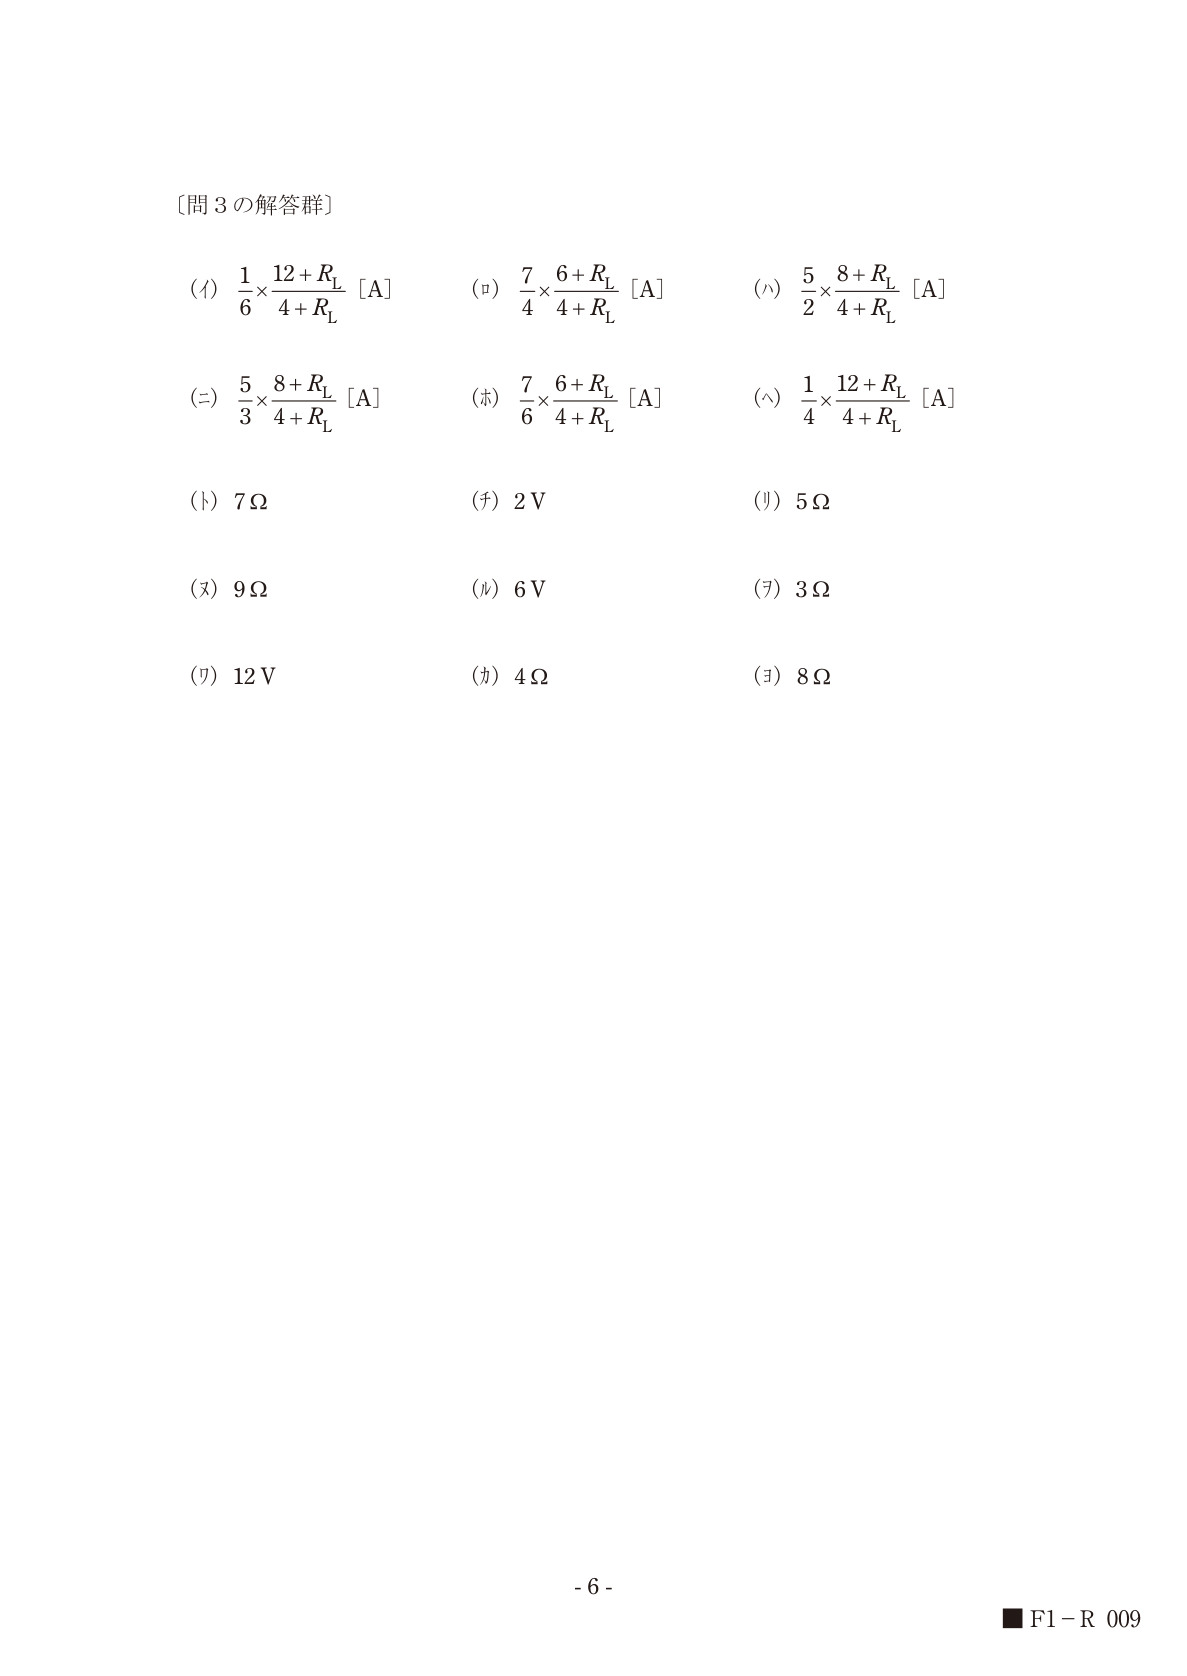 〔問３の解答群〕
(イ) 1/6 × (12 + R_L)/(4 + R_L) [A] (ロ) 7/4 × (6 + R_L)/(4 + R_L) [A] (ハ) 5/2 × (8 + R_L)/(4 + R_L) [A]
(ニ) 5/3 × (8 + R_L)/(4 + R_L) [A] (ホ) 7/6 × (6 + R_L)/(4 + R_L) [A] (ヘ) 1/4 × (12 + R_L)/(4 + R_L) [A]
(ト) 7 Ω (チ) 2 V (リ) 5 Ω
(ヌ) 9 Ω (ル) 6 V (ヲ) 3 Ω
(ワ) 12 V (カ) 4 Ω (ヨ) 8 Ω
- 6 -
■ F1－R 009